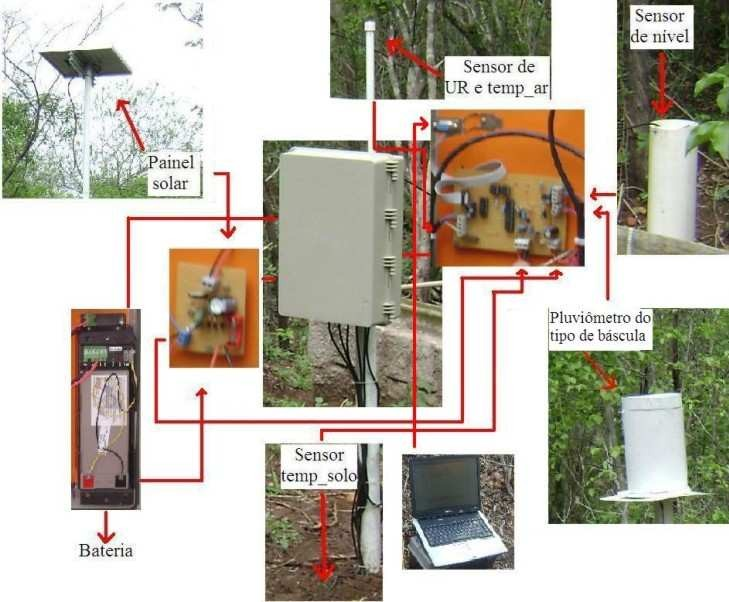 Sensor
de nível
Sensor de
UR e temp_ar
Painel
solar
Pluviômetro do
tipo de báscula
Sensor
temp_solo
Bateria